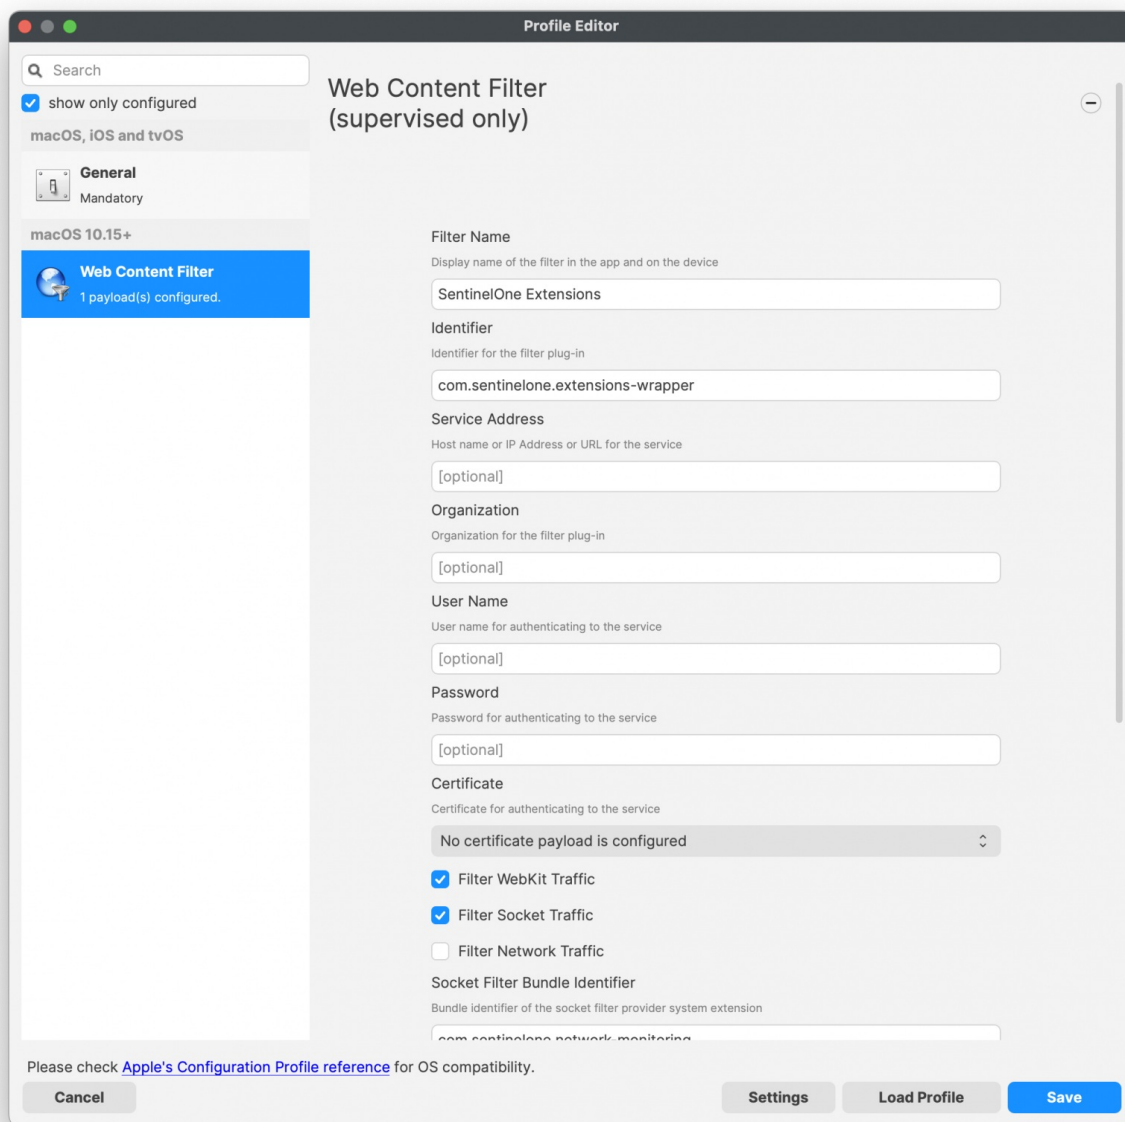 Profile Editor
Search
show only configured
macOS, iOS and tvOS
General
Mandatory
macOS 10.15+
Web Content Filter
1 payload(s) configured.
Web Content Filter
(supervised only)
Filter Name
Display name of the filter in the app and on the device
SentinelOne Extensions
Identifier
Identifier for the filter plug-in
com.sentinelone.extensions-wrapper
Service Address
Host name or IP Address or URL for the service
[optional]
Organization
Organization for the filter plug-in
[optional]
User Name
User name for authenticating to the service
[optional]
Password
Password for authenticating to the service
[optional]
Certificate
Certificate for authenticating to the service
No certificate payload is configured
Filter WebKit Traffic
Filter Socket Traffic
Filter Network Traffic
Socket Filter Bundle Identifier
Bundle identifier of the socket filter provider system extension
com.sentinelone.network-monitoring
Please check Apple's Configuration Profile reference for OS compatibility.
Cancel
Settings
Load Profile
Save